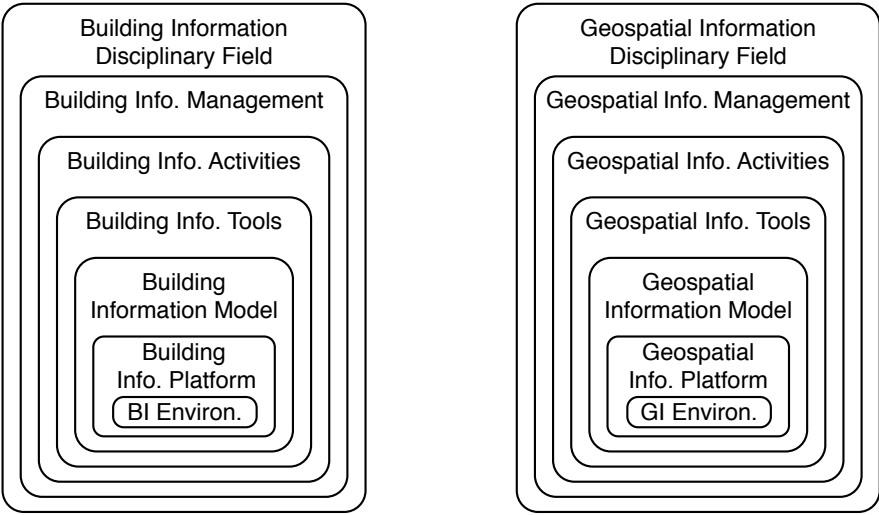 Building Information
Disciplinary Field
Building Info. Management
Building Info. Activities
Building Info. Tools
Building
Information Model
Building
Info. Platform
BI Environ.
Geospatial Information
Disciplinary Field
Geospatial Info. Management
Geospatial Info. Activities
Geospatial Info. Tools
Geospatial
Information Model
Geospatial
Info. Platform
GI Environ.